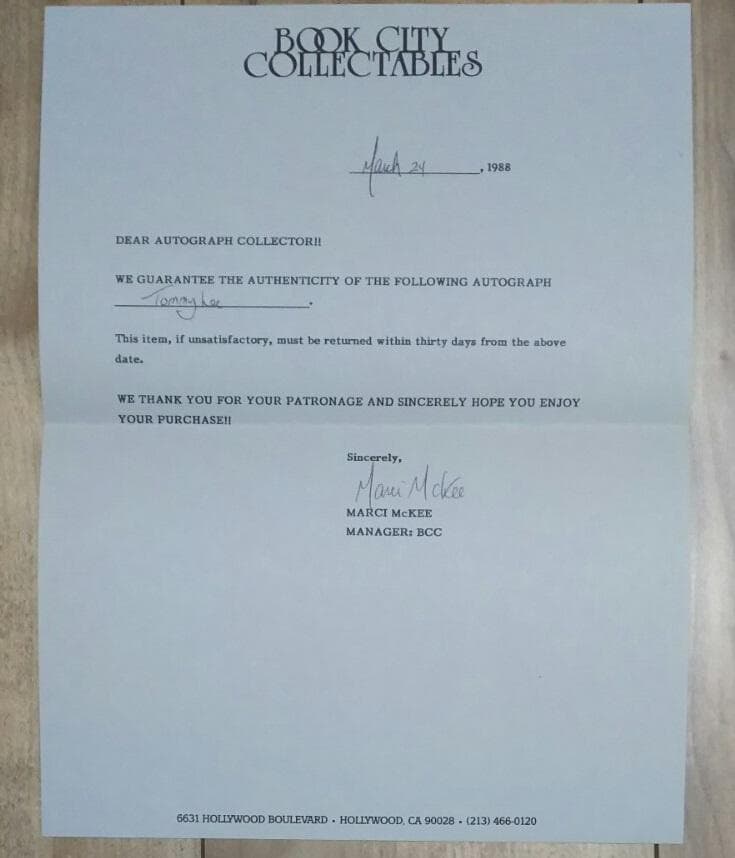 BOOK CITY
COLLECTABLES
March 24, 1988
DEAR AUTOGRAPH COLLECTOR!!
WE GUARANTEE THE AUTHENTICITY OF THE FOLLOWING AUTOGRAPH
Tommy Lee.
This item, if unsatisfactory, must be returned within thirty days from the above
date.
WE THANK YOU FOR YOUR PATRONAGE AND SINCERELY HOPE YOU ENJOY
YOUR PURCHASE!!
Sincerely,
Marci McKee
MARCI McKEE
MANAGER: BCC
6631 HOLLYWOOD BOULEVARD • HOLLYWOOD, CA 90028 • (213) 466-0120